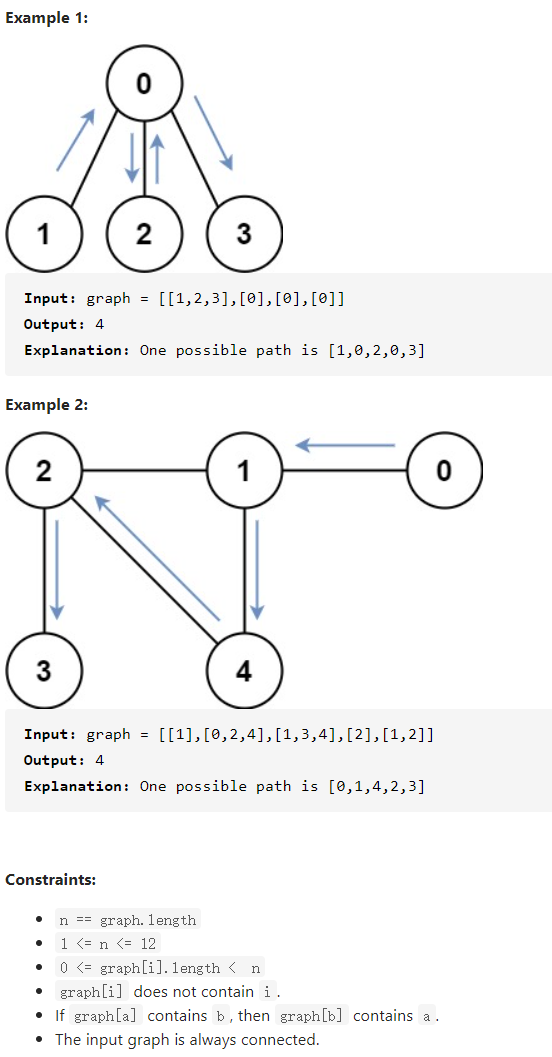 Example 1:
0
1 2 3
Input: graph = [[1,2,3],[0],[0],[0]]
Output: 4
Explanation: One possible path is [1,0,2,0,3]
Example 2:
2 1 0
3 4
Input: graph = [[1],[0,2,4],[1,3,4],[2],[1,2]]
Output: 4
Explanation: One possible path is [0,1,4,2,3]
Constraints:
• n == graph.length
• 1 <= n <= 12
• 0 <= graph[i].length < n
• graph[i] does not contain i .
• If graph[a] contains b , then graph[b] contains a .
• The input graph is always connected.